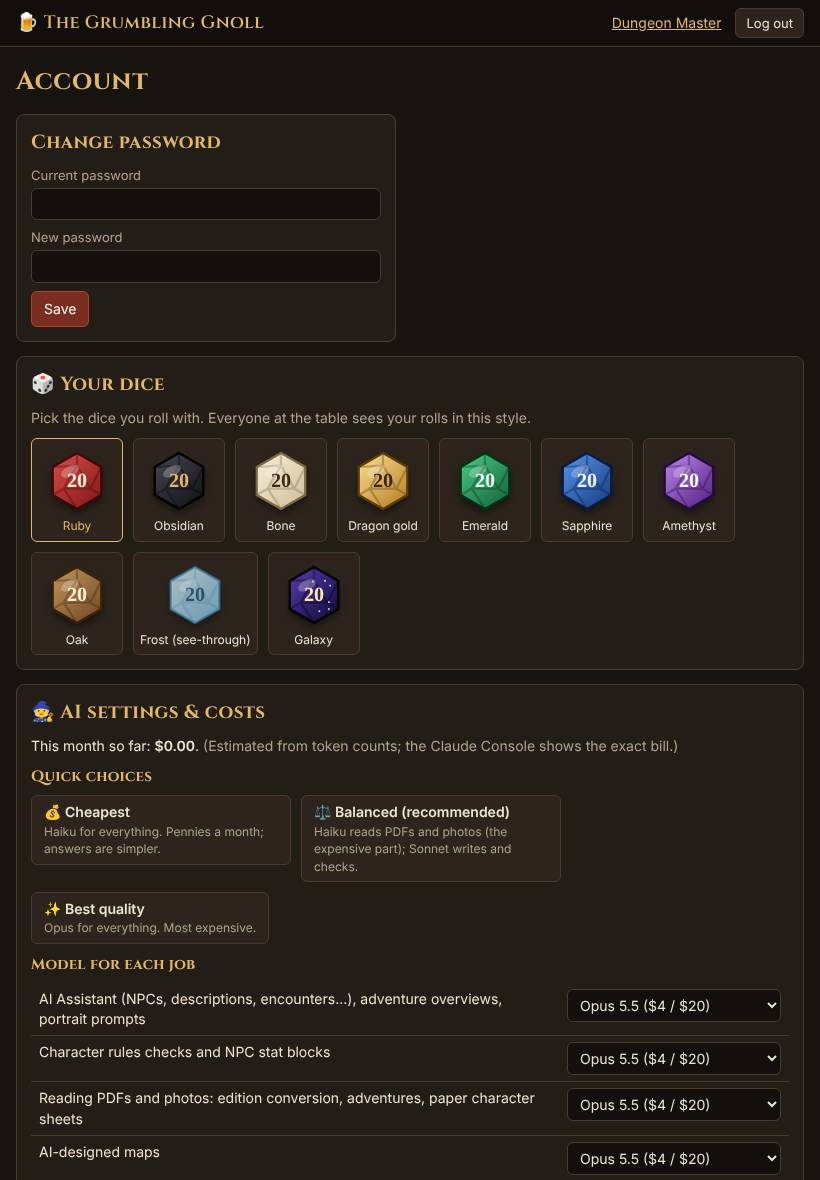 🍺 The Grumbling Gnoll
Dungeon Master
Log out
Account
Change password
Current password
New password
Save
🎲 Your dice
Pick the dice you roll with. Everyone at the table sees your rolls in this style.
20 20 20 20 20 20 20
Ruby Obsidian Bone Dragon gold Emerald Sapphire Amethyst
20 20 20
Oak Frost (see-through) Galaxy
🧙 AI settings & costs
This month so far: $0.00. (Estimated from token counts; the Claude Console shows the exact bill.)
Quick choices
💰 Cheapest
Haiku for everything. Pennies a month;
answers are simpler.
⚖️ Balanced (recommended)
Haiku reads PDFs and photos (the
expensive part); Sonnet writes and
checks.
✨ Best quality
Opus for everything. Most expensive.
Model for each job
AI Assistant (NPCs, descriptions, encounters...), adventure overviews,
portrait prompts
Opus 5.5 ($4 / $20)
Character rules checks and NPC stat blocks
Opus 5.5 ($4 / $20)
Reading PDFs and photos: edition conversion, adventures, paper character
sheets
Opus 5.5 ($4 / $20)
AI-designed maps
Opus 5.5 ($4 / $20)